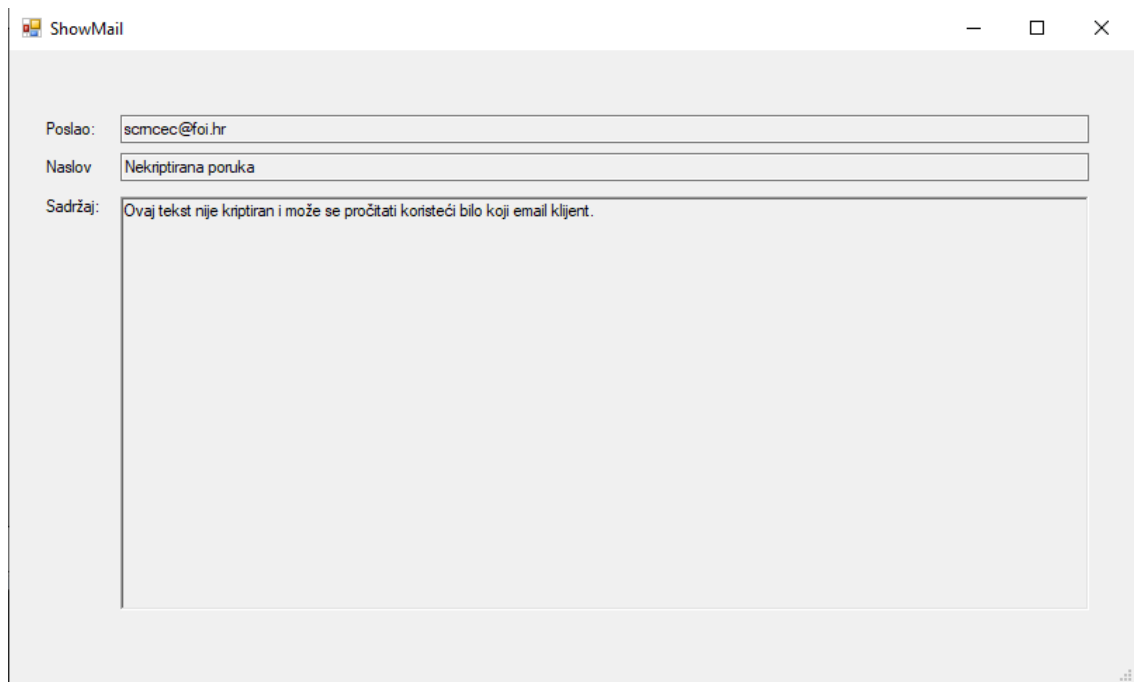 ShowMail
Poslao: scrncec@foi.hr
Naslov Nekriptirana poruka
Sadržaj: Ovaj tekst nije kriptiran i može se pročitati koristeći bilo koji email klijent.